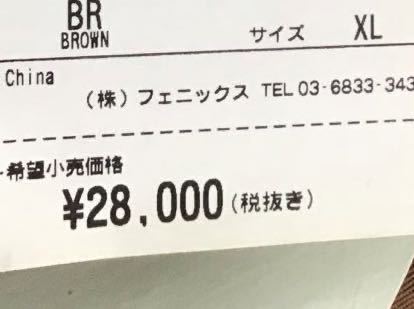 BR
BROWN サイズ XL
China
(株)フェニックス TEL 03-6833-343
希望小売価格
¥28,000(税抜き)